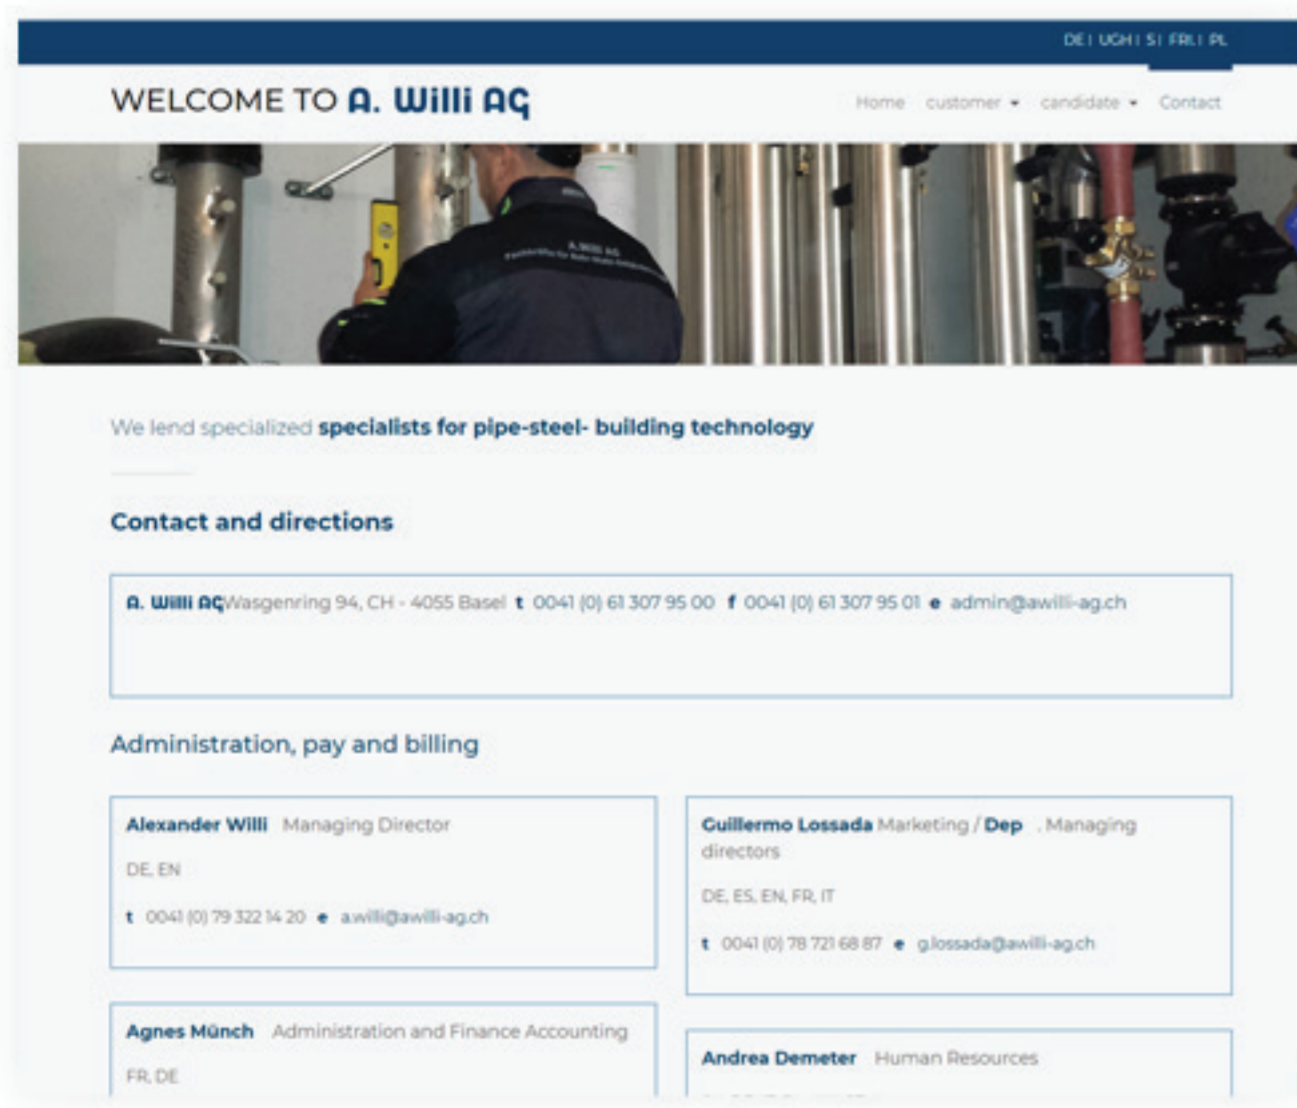 DE | UGH | S | FRI. | PL
WELCOME TO A. Willi AG
Home customer candidate Contact
A.Willi AG
We lend specialized specialists for pipe-steel- building technology
Contact and directions
A. Willi AGWasgenring 94, CH - 4055 Basel t 0041 (0) 61 307 95 00 f 0041 (0) 61 307 95 01 e admin@awilli-ag.ch
Administration, pay and billing
Alexander Willi Managing Director
DE, EN
t 0041 (0) 79 322 14 20 e a.willi@awilli-ag.ch
Guillermo Lossada Marketing / Dep . Managing
directors
DE, ES, EN, FR, IT
t 0041 (0) 78 721 68 87 e g.lossada@awilli-ag.ch
Agnes Münch Administration and Finance Accounting
FR, DE
Andrea Demeter Human Resources